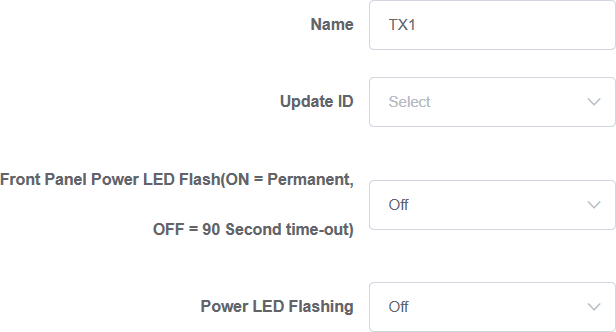 Name
TX1
Update ID
Select
Front Panel Power LED Flash(ON = Permanent,
OFF = 90 Second time-out)
Off
Power LED Flashing
Off